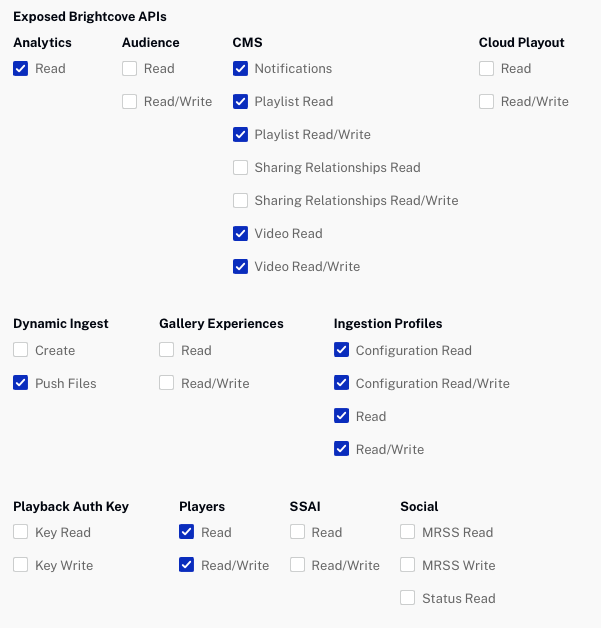 Exposed Brightcove APIs
Analytics
Read
Audience
Read
Read/Write
CMS
Notifications
Playlist Read
Playlist Read/Write
Sharing Relationships Read
Sharing Relationships Read/Write
Video Read
Video Read/Write
Cloud Playout
Read
Read/Write
Dynamic Ingest
Create
Push Files
Gallery Experiences
Read
Read/Write
Ingestion Profiles
Configuration Read
Configuration Read/Write
Read
Read/Write
Playback Auth Key
Key Read
Key Write
Players
Read
Read/Write
SSAI
Read
Read/Write
Social
MRSS Read
MRSS Write
Status Read